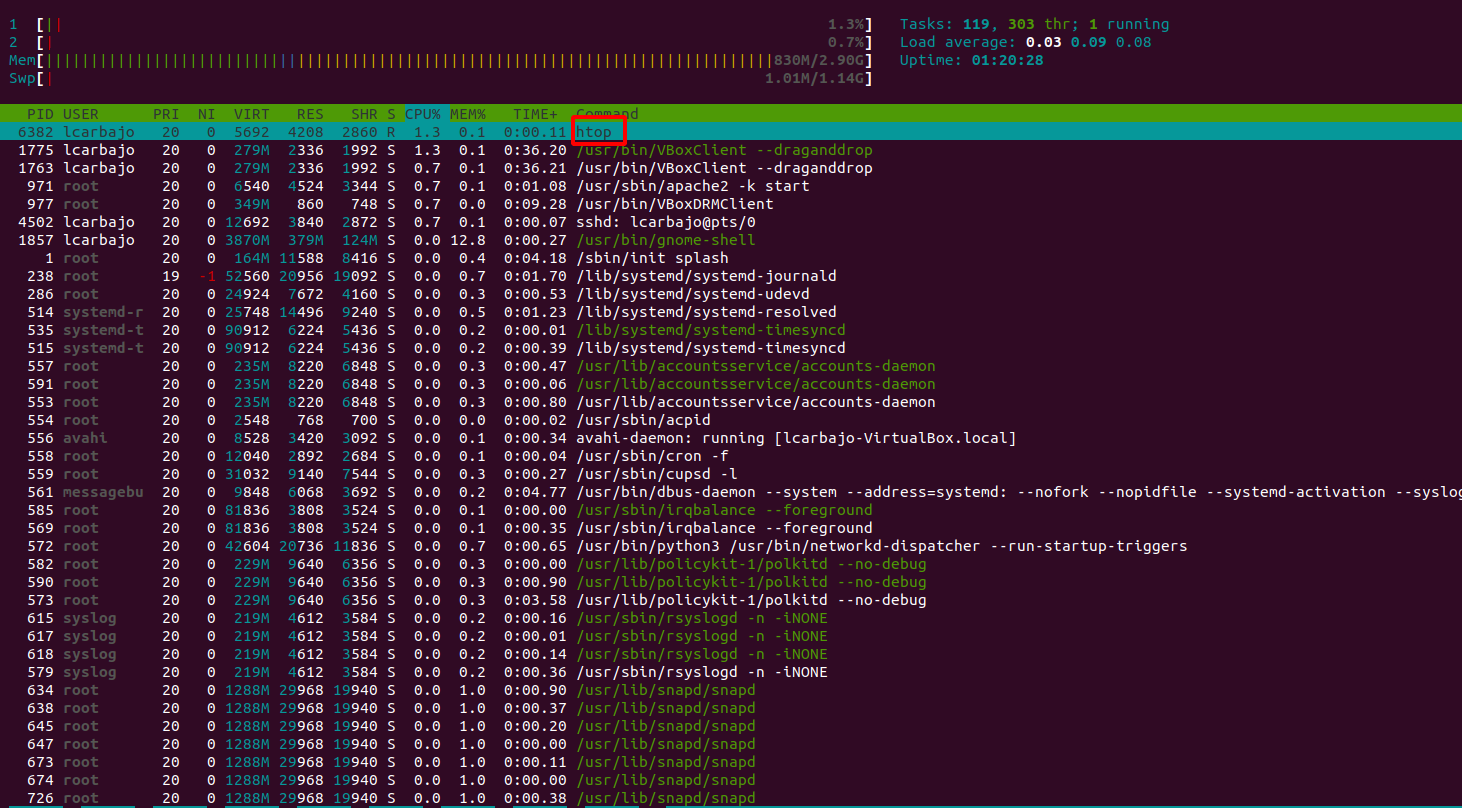 1 [|| 1.3%] Tasks: 119, 303 thr; 1 running
2 [| 0.7%] Load average: 0.03 0.09 0.08
Mem[||||||||||||||||||||||||||||||||||||||||||||||||||||||||||||||||||||||||||||||||||830M/2.90G] Uptime: 01:20:28
Swp[| 1.01M/1.14G]
PID USER PRI NI VIRT RES SHR S CPU% MEM% TIME+ Command
6382 lcarbajo 20 0 5692 4208 2860 R 1.3 0.1 0:00.11 htop
1775 lcarbajo 20 0 279M 2336 1992 S 1.3 0.1 0:36.20 /usr/bin/VBoxClient --draganddrop
1763 lcarbajo 20 0 279M 2336 1992 S 0.7 0.1 0:36.21 /usr/bin/VBoxClient --draganddrop
971 root 20 0 6540 4524 3344 S 0.7 0.1 0:01.08 /usr/sbin/apache2 -k start
977 root 20 0 349M 860 748 S 0.7 0.0 0:09.28 /usr/bin/VBoxDRMClient
4502 lcarbajo 20 0 12692 3840 2872 S 0.7 0.1 0:00.07 sshd: lcarbajo@pts/0
1857 lcarbajo 20 0 3870M 379M 124M S 0.0 12.8 0:00.27 /usr/bin/gnome-shell
1 root 20 0 164M 11588 8416 S 0.0 0.4 0:04.18 /sbin/init splash
238 root 19 -1 52560 20956 19092 S 0.0 0.7 0:01.70 /lib/systemd/systemd-journald
286 root 20 0 24924 7672 4160 S 0.0 0.3 0:00.53 /lib/systemd/systemd-udevd
514 systemd-r 20 0 25748 14496 9240 S 0.0 0.5 0:01.23 /lib/systemd/systemd-resolved
535 systemd-t 20 0 90912 6224 5436 S 0.0 0.2 0:00.01 /lib/systemd/systemd-timesyncd
515 systemd-t 20 0 90912 6224 5436 S 0.0 0.2 0:00.39 /lib/systemd/systemd-timesyncd
557 root 20 0 235M 8220 6848 S 0.0 0.3 0:00.47 /usr/lib/accountsservice/accounts-daemon
591 root 20 0 235M 8220 6848 S 0.0 0.3 0:00.06 /usr/lib/accountsservice/accounts-daemon
553 root 20 0 235M 8220 6848 S 0.0 0.3 0:00.80 /usr/lib/accountsservice/accounts-daemon
554 root 20 0 2548 768 700 S 0.0 0.0 0:00.02 /usr/sbin/acpid
556 avahi 20 0 8528 3420 3092 S 0.0 0.1 0:00.34 avahi-daemon: running [lcarbajo-VirtualBox.local]
558 root 20 0 12040 2892 2684 S 0.0 0.1 0:00.04 /usr/sbin/cron -f
559 root 20 0 31032 9140 7544 S 0.0 0.3 0:00.27 /usr/sbin/cupsd -l
561 messagebu 20 0 9848 6068 3692 S 0.0 0.2 0:04.77 /usr/bin/dbus-daemon --system --address=systemd: --nofork --nopidfile --systemd-activation --syslog
585 root 20 0 81836 3808 3524 S 0.0 0.1 0:00.00 /usr/sbin/irqbalance --foreground
569 root 20 0 81836 3808 3524 S 0.0 0.1 0:00.35 /usr/sbin/irqbalance --foreground
572 root 20 0 42604 20736 11836 S 0.0 0.7 0:00.65 /usr/bin/python3 /usr/bin/networkd-dispatcher --run-startup-triggers
582 root 20 0 229M 9640 6356 S 0.0 0.3 0:00.00 /usr/lib/policykit-1/polkitd --no-debug
590 root 20 0 229M 9640 6356 S 0.0 0.3 0:00.90 /usr/lib/policykit-1/polkitd --no-debug
573 root 20 0 229M 9640 6356 S 0.0 0.3 0:03.58 /usr/lib/policykit-1/polkitd --no-debug
615 syslog 20 0 219M 4612 3584 S 0.0 0.2 0:00.16 /usr/sbin/rsyslogd -n -iNONE
617 syslog 20 0 219M 4612 3584 S 0.0 0.2 0:00.01 /usr/sbin/rsyslogd -n -iNONE
618 syslog 20 0 219M 4612 3584 S 0.0 0.2 0:00.14 /usr/sbin/rsyslogd -n -iNONE
579 syslog 20 0 219M 4612 3584 S 0.0 0.2 0:00.36 /usr/sbin/rsyslogd -n -iNONE
634 root 20 0 1288M 29968 19940 S 0.0 1.0 0:00.90 /usr/lib/snapd/snapd
638 root 20 0 1288M 29968 19940 S 0.0 1.0 0:00.37 /usr/lib/snapd/snapd
645 root 20 0 1288M 29968 19940 S 0.0 1.0 0:00.20 /usr/lib/snapd/snapd
647 root 20 0 1288M 29968 19940 S 0.0 1.0 0:00.00 /usr/lib/snapd/snapd
673 root 20 0 1288M 29968 19940 S 0.0 1.0 0:00.11 /usr/lib/snapd/snapd
674 root 20 0 1288M 29968 19940 S 0.0 1.0 0:00.00 /usr/lib/snapd/snapd
726 root 20 0 1288M 29968 19940 S 0.0 1.0 0:00.38 /usr/lib/snapd/snapd